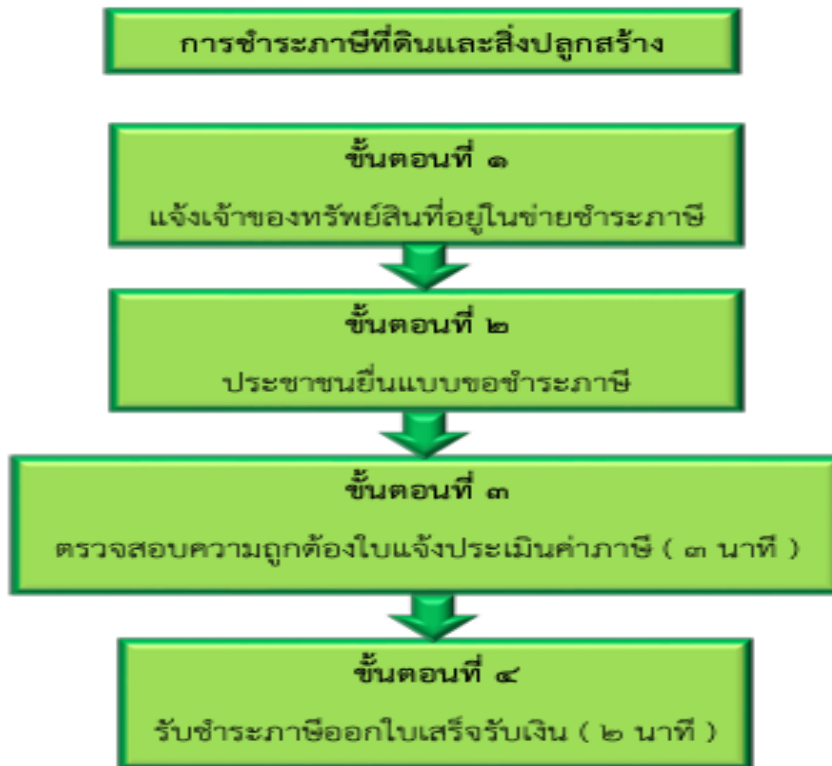 การชำระภาษีที่ดินและสิ่งปลูกสร้าง
ขั้นตอนที่ ๑
แจ้งเจ้าของทรัพย์สินที่อยู่ในข่ายชำระภาษี
ขั้นตอนที่ ๒
ประชาชนยื่นแบบขอชำระภาษี
ขั้นตอนที่ ๓
ตรวจสอบความถูกต้องใบแจ้งประเมินค่าภาษี ( ๓ นาที )
ขั้นตอนที่ ๔
รับชำระภาษีออกใบเสร็จรับเงิน ( ๒ นาที )